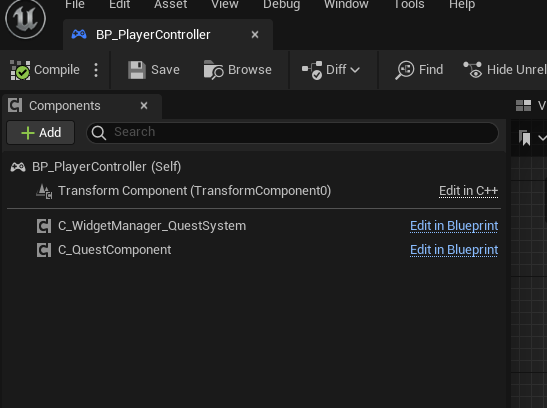 File Edit Asset View Debug Window Tools Help
BP_PlayerController
Compile Save Browse Diff Find Hide Unrel
Components
Add Search
BP_PlayerController (Self)
Transform Component (TransformComponent0) Edit in C++
C_WidgetManager_QuestSystem Edit in Blueprint
C_QuestComponent Edit in Blueprint